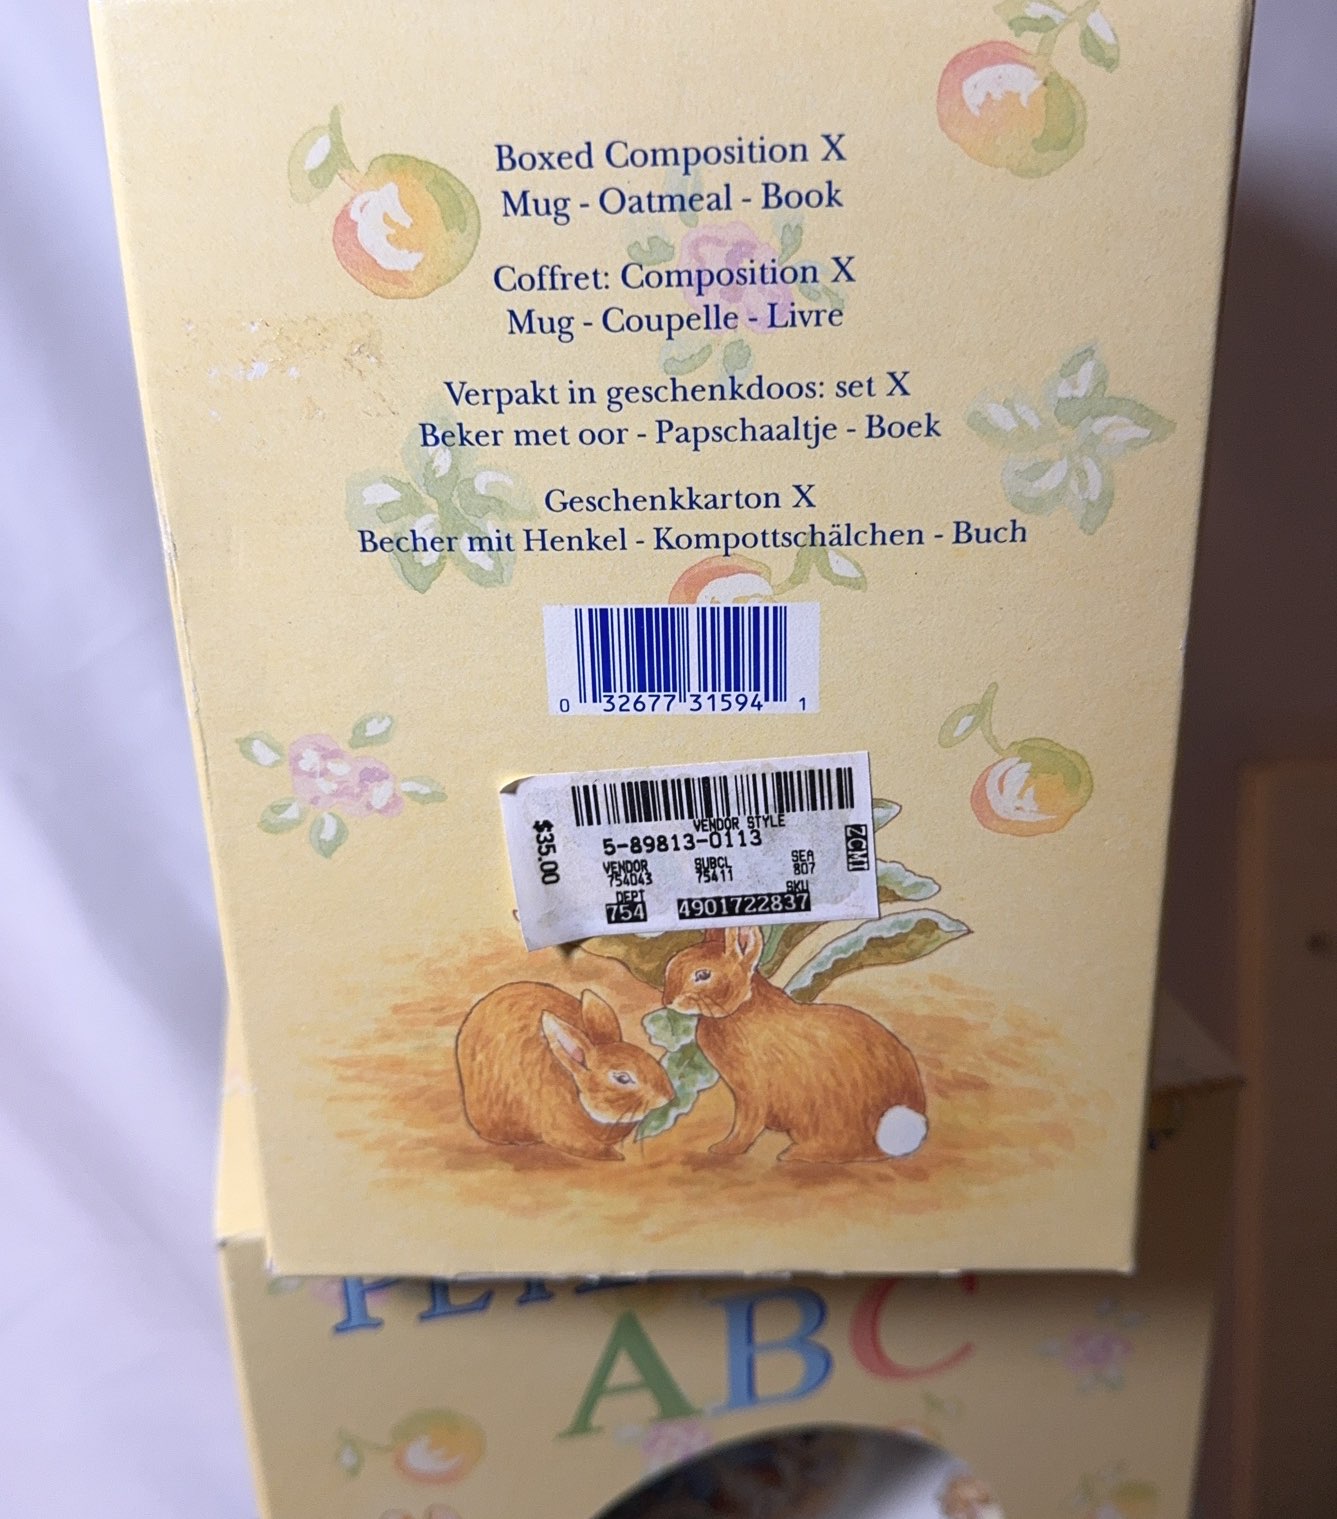 Boxed Composition X
Mug - Oatmeal - Book
Coffret: Composition X
Mug - Coupelle - Livre
Verpakt in geschenkdoos: set X
Beker met oor - Papschaaltje - Boek
Geschenkkarton X
Becher mit Henkel - Kompottschälchen - Buch
0 32677 31594 1
$35.00
VENDOR STYLE
5-89813-0113
ZCMI
VENDOR SUBCL SEA
754043 75411 807
DEPT SKU
754 4901722837
ABC